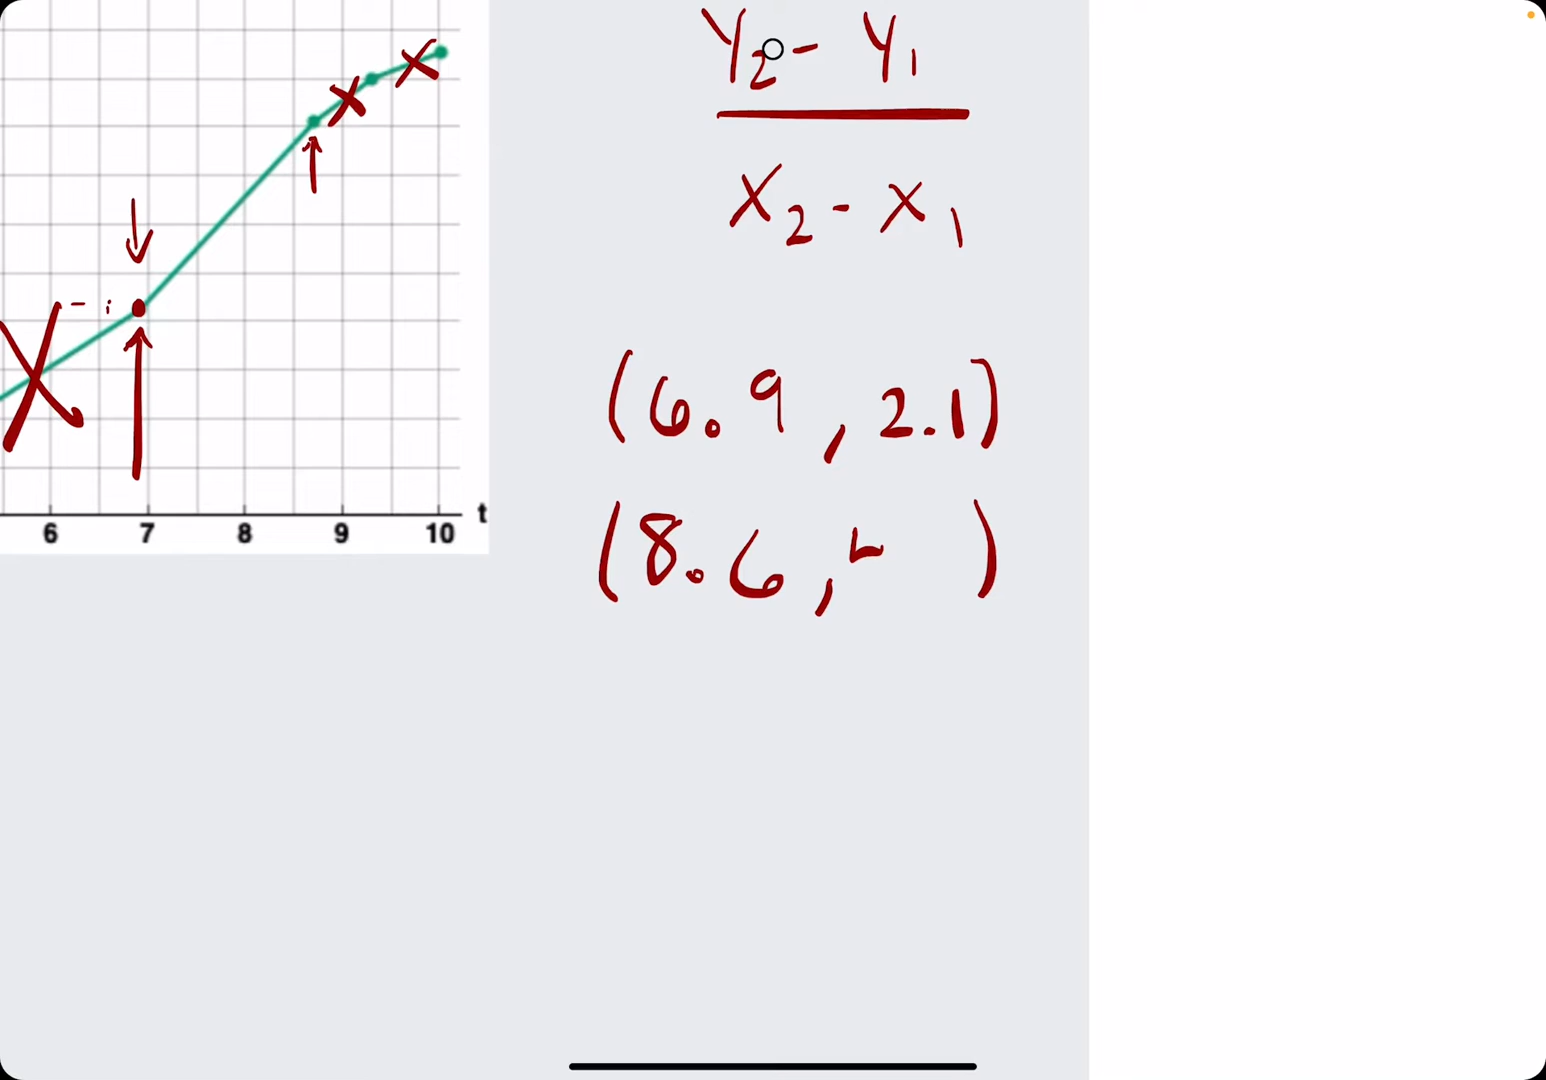 Y₂ - Y₁
X₂ - X₁
(6.9, 2.1)
(8.6, )
6 7 8 9 10 t